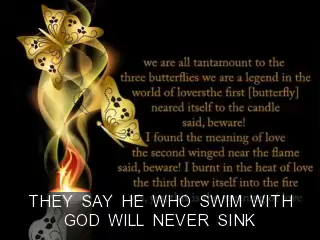 we are all tantamount to the
three butterflies we are a legend in the
world of loversthe first [butterfly]
neared itself to the candle
said, beware!
I found the meaning of love
the second winged near the flame
said, beware! I burnt in the heat of love
the third threw itself into the fire
love
THEY SAY HE WHO SWIM WITH
GOD WILL NEVER SINK